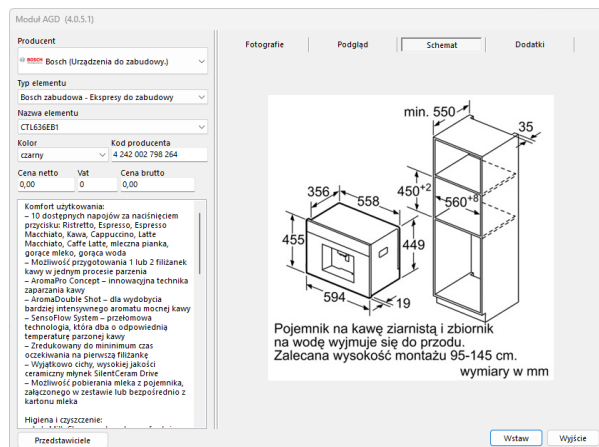 Moduł AGD (4.0.5.1)
Producent
BOSCH Bosch (Urządzenia do zabudowy.)
Typ elementu
Bosch zabudowa - Ekspresy do zabudowy
Nazwa elementu
CTL636EB1
Kolor Kod producenta
czarny 4 242 002 798 264
Cena netto Vat Cena brutto
0,00 0 0,00
Komfort użytkowania:
– 10 dostępnych napojów za naciśnięciem
przycisku: Ristretto, Espresso, Espresso
Macchiato, Kawa, Cappuccino, Latte
Macchiato, Caffe Latte, mleczna pianka,
gorące mleko, gorąca woda
– Możliwość przygotowania 1 lub 2 filiżanek
kawy w jednym procesie parzenia
– AromaPro Concept – innowacyjna technika
zaparzania kawy
– AromaDouble Shot – dla wydobycia
bardziej intensywnego aromatu mocnej kawy
– SensoFlow System – przełomowa
technologia, która dba o odpowiednią
temperaturę parzonej kawy
– Zredukowany do mininimum czas
oczekiwania na pierwszą filiżankę
– Wyjątkowo cichy, wysokiej jakości
ceramiczny młynek SilentCeram Drive
– Możliwość pobierania mleka z pojemnika,
załączonego w zestawie lub bezpośrednio z
kartonu mleka
Higiena i czyszczenie:
Przedstawiciele
Fotografie Podgląd Schemat Dodatki
min. 550
35
356
558
450+2
560+8
455
449
594
19
Pojemnik na kawę ziarnistą i zbiornik
na wodę wyjmuje się do przodu.
Zalecana wysokość montażu 95-145 cm.
wymiary w mm
Wstaw Wyjście